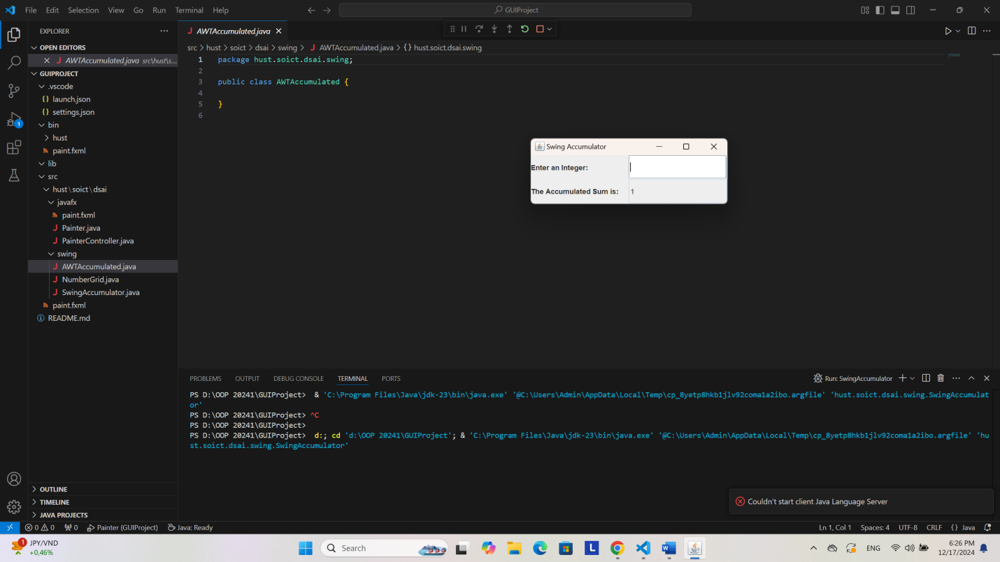 File Edit Selection View Go Run Terminal Help
GUIProject
EXPLORER
OPEN EDITORS
AWTAccumulated.java src\hust\s...
GUIPROJECT
.vscode
launch.json
settings.json
bin
hust
paint.fxml
lib
src
hust\soict\dsai
javafx
paint.fxml
Painter.java
PainterController.java
swing
AWTAccumulated.java
NumberGrid.java
SwingAccumulator.java
paint.fxml
README.md
OUTLINE
TIMELINE
JAVA PROJECTS
1
AWTAccumulated.java
src > hust > soict > dsai > swing > AWTAccumulated.java > {} hust.soict.dsai.swing
1 package hust.soict.dsai.swing;
2
3 public class AWTAccumulated {
4
5 }
6
Swing Accumulator
Enter an Integer:
The Accumulated Sum is: 1
PROBLEMS OUTPUT DEBUG CONSOLE TERMINAL PORTS
Run: SwingAccumulator
PS D:\OOP 20241\GUIProject>  & 'C:\Program Files\Java\jdk-23\bin\java.exe' '@C:\Users\Admin\AppData\Local\Temp\cp_8yetp8hkb1jlv92coma1a2ibo.argfile' 'hust.soict.dsai.swing.SwingAccumulat
or'
PS D:\OOP 20241\GUIProject> ^C
PS D:\OOP 20241\GUIProject>
PS D:\OOP 20241\GUIProject>  d:; cd 'd:\OOP 20241\GUIProject'; & 'C:\Program Files\Java\jdk-23\bin\java.exe' '@C:\Users\Admin\AppData\Local\Temp\cp_8yetp8hkb1jlv92coma1a2ibo.argfile' 'hu
st.soict.dsai.swing.SwingAccumulator'
Couldn't start client Java Language Server
0 0 0 Painter (GUIProject) Java: Ready
Ln 1, Col 1 Spaces: 4 UTF-8 CRLF {} Java
1
JPY/VND
+0,46%
Search
L
W
ENG
6:26 PM
12/17/2024